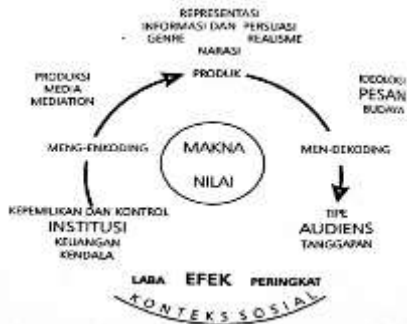 REPRESENTASI
INFORMASI DAN PERSUASI
GENRE REALISME
NARASI
PRODUK
PRODUKSI
MEDIA
MEDIATION
IDEOLOGI
PESAN
BUDAYA
MENG-ENKODING
MAKNA
NILAI
MEN-DEKODING
KEPEMILIKAN DAN KONTROL
INSTITUSI
KEUANGAN
KENDALA
TIPE
AUDIENS
TANGGAPAN
LABA EFEK PERINGKAT
KONTEKS SOSIAL